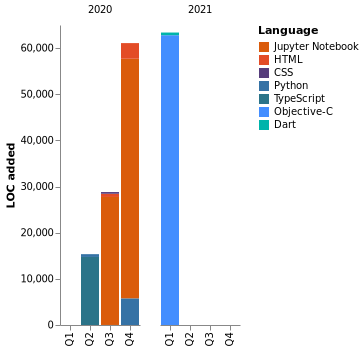 2020 2021
Language
Jupyter Notebook
HTML
CSS
Python
TypeScript
Objective-C
Dart
LOC added
60,000
50,000
40,000
30,000
20,000
10,000
0
Q1 Q2 Q3 Q4 Q1 Q2 Q3 Q4